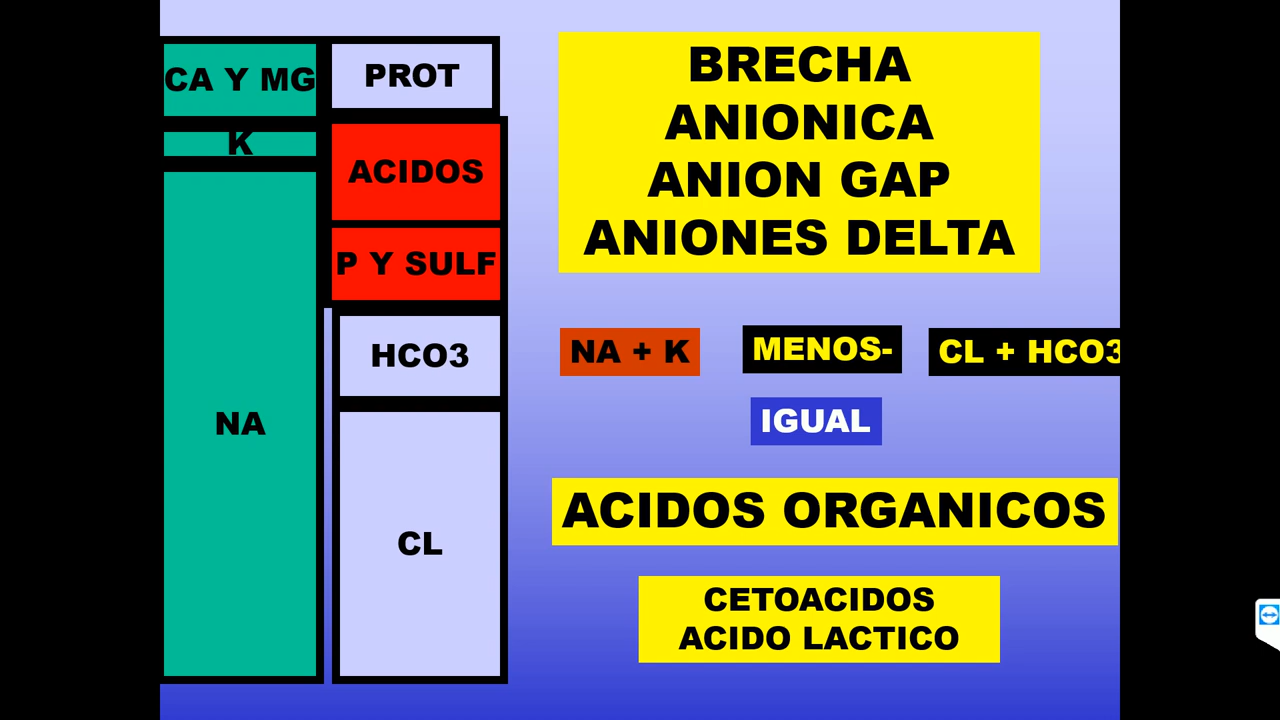 CA Y MG
K
NA
PROT
ACIDOS
P Y SULF
HCO3
CL
BRECHA
ANIONICA
ANION GAP
ANIONES DELTA
NA + K
MENOS-
CL + HCO3
IGUAL
ACIDOS ORGANICOS
CETOACIDOS
ACIDO LACTICO